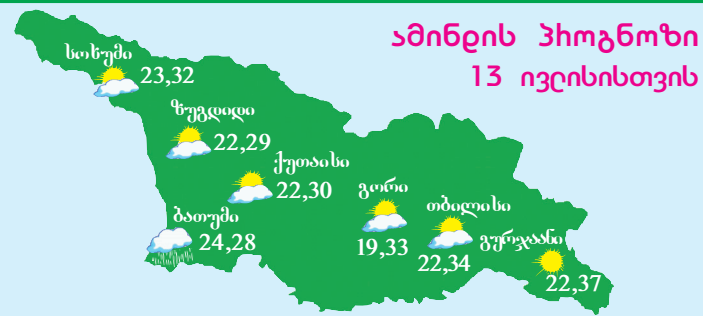 ამინდის პროგნოზი
13 ივლისისთვის
სოხუმი
23,32
ზუგდიდი
22,29
ქუთაისი
22,30
ბათუმი
24,28
გორი
19,33
თბილისი
22,34
გურჯაანი
22,37